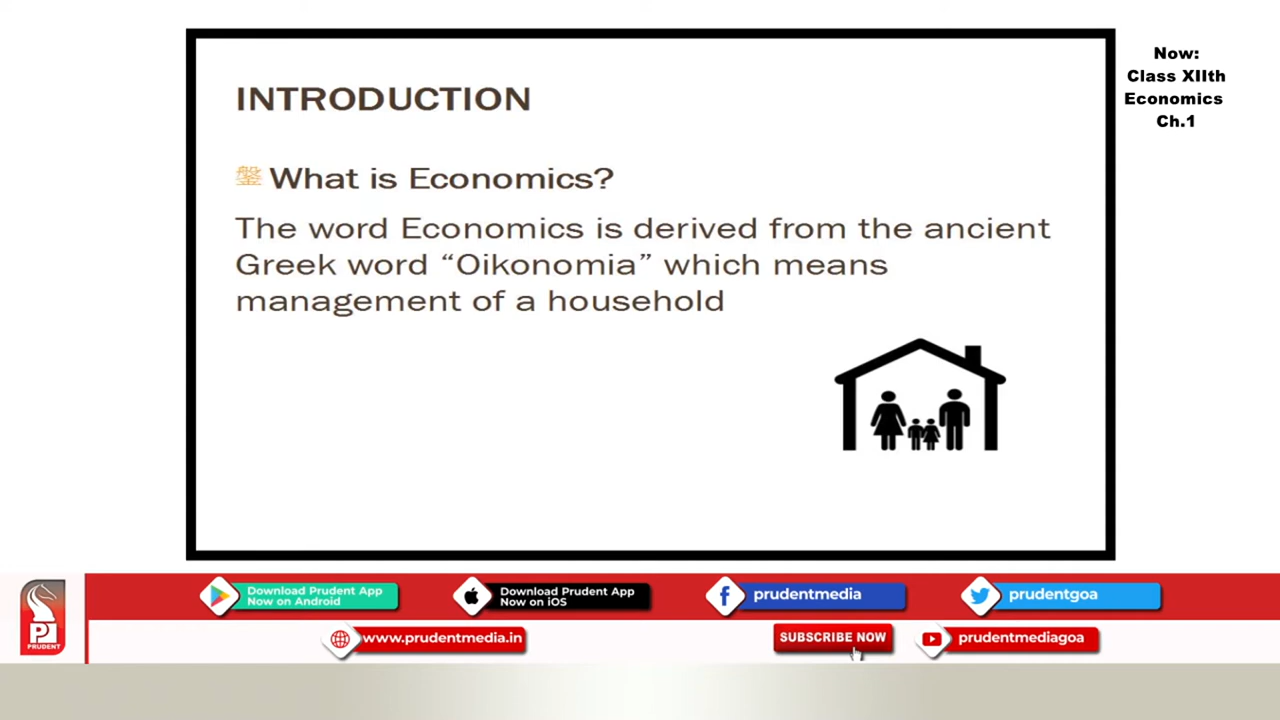 Now:
Class XIIth
Economics
Ch.1
INTRODUCTION
What is Economics?
The word Economics is derived from the ancient
Greek word “Oikonomia” which means
management of a household
Download Prudent App
Now on Android
Download Prudent App
Now on iOS
prudentmedia
prudentgoa
PRUDENT
www.prudentmedia.in
SUBSCRIBE NOW
prudentmediagoa